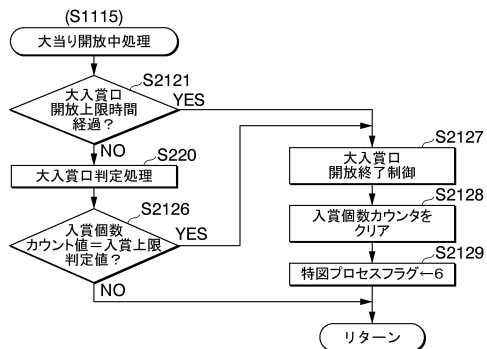 (S1115)
大当り開放中処理
S2121
大入賞口
開放上限時間
経過？
YES
NO
S220
大入賞口判定処理
S2126
入賞個数
カウント値＝入賞上限
判定値？
YES
NO
S2127
大入賞口
開放終了制御
S2128
入賞個数カウンタを
クリア
S2129
特図プロセスフラグ←6
リターン